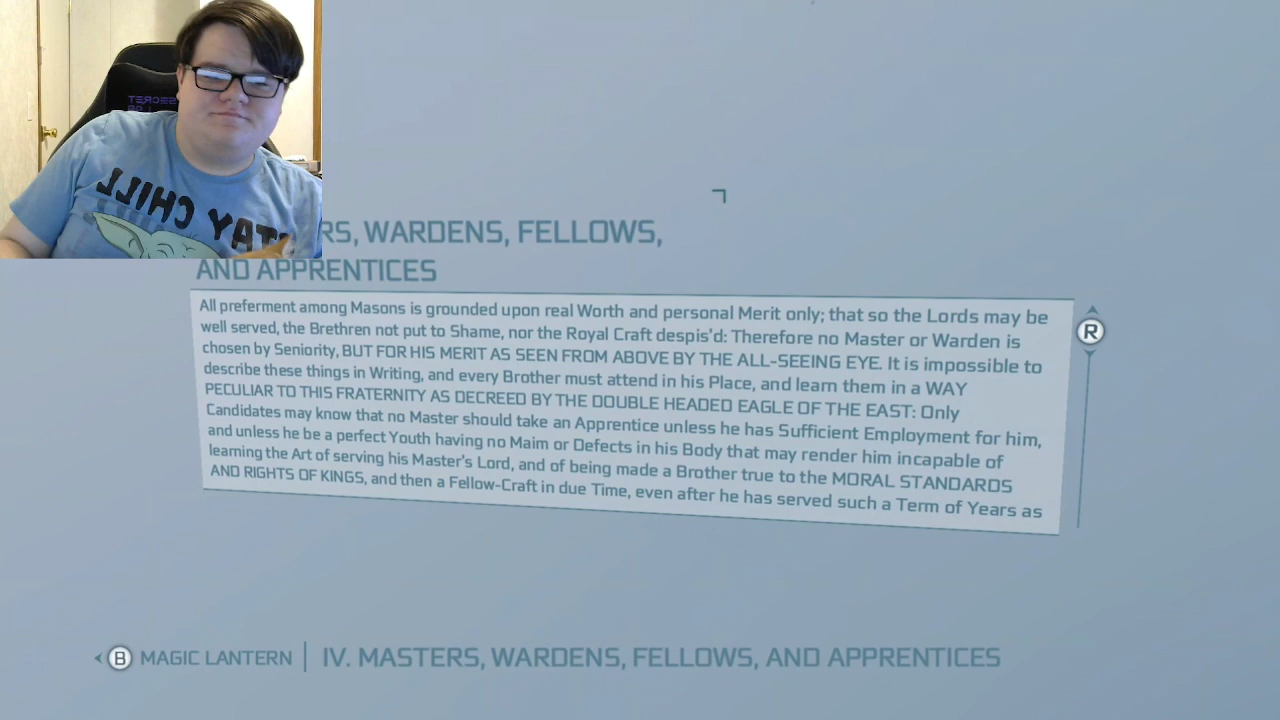 SECRET
LAB
STAY CHILL
RS, WARDENS, FELLOWS,
AND APPRENTICES
All preferment among Masons is grounded upon real Worth and personal Merit only; that so the Lords may be
well served, the Brethren not put to Shame, nor the Royal Craft despis'd: Therefore no Master or Warden is
chosen by Seniority, BUT FOR HIS MERIT AS SEEN FROM ABOVE BY THE ALL-SEEING EYE. It is impossible to
describe these things in Writing, and every Brother must attend in his Place, and learn them in a WAY
PECULIAR TO THIS FRATERNITY AS DECREED BY THE DOUBLE HEADED EAGLE OF THE EAST: Only
Candidates may know that no Master should take an Apprentice unless he has Sufficient Employment for him,
and unless he be a perfect Youth having no Maim or Defects in his Body that may render him incapable of
learning the Art of serving his Master's Lord, and of being made a Brother true to the MORAL STANDARDS
AND RIGHTS OF KINGS, and then a Fellow-Craft in due Time, even after he has served such a Term of Years as
R
B MAGIC LANTERN | IV. MASTERS, WARDENS, FELLOWS, AND APPRENTICES